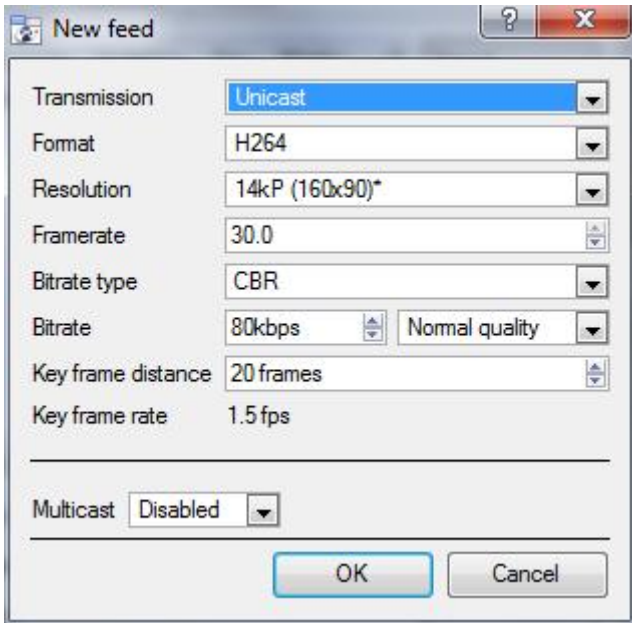 New feed
Transmission Unicast
Format H264
Resolution 14kP (160x90)*
Framerate 30.0
Bitrate type CBR
Bitrate 80kbps Normal quality
Key frame distance 20 frames
Key frame rate 1.5 fps
Multicast Disabled
OK Cancel